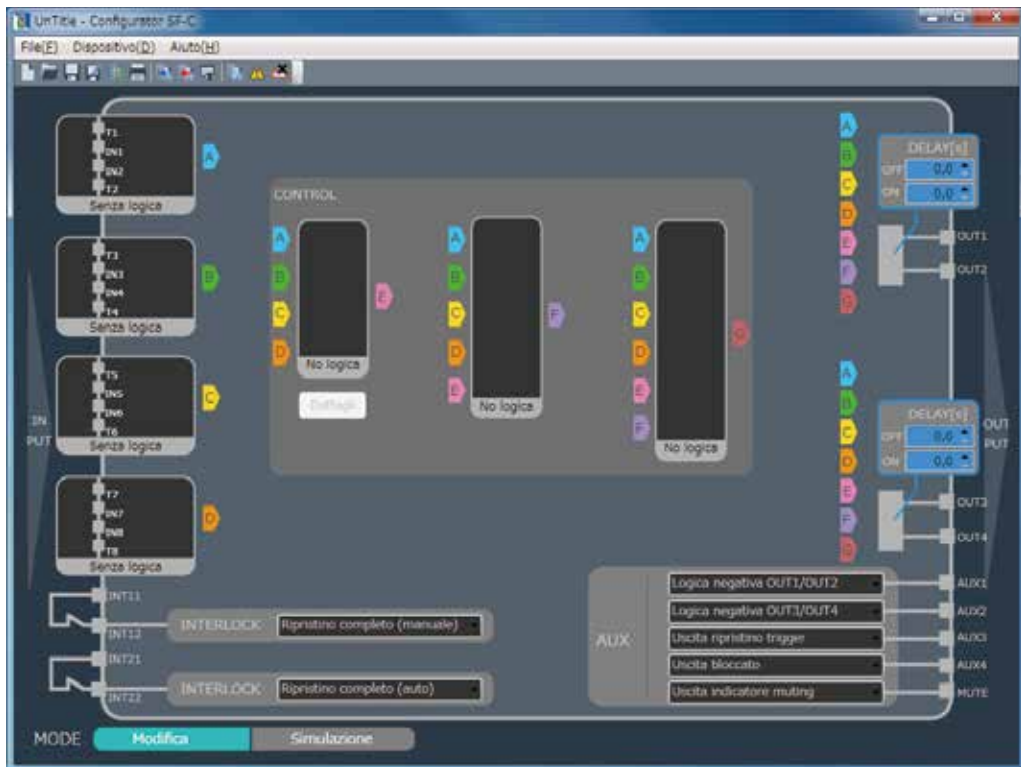 UnTitle - Configurator SF-C
File(F) Dispositivo(D) Aiuto(H)
T1
IN1
IN2
T2
Senza logica
A
T3
IN3
IN4
T4
Senza logica
B
T5
IN5
IN6
T6
Senza logica
C
T7
IN7
IN8
T8
Senza logica
D
IN
PUT
CONTROL
A
B
C
D
No logica
E
Dettagli
A
B
C
D
E
No logica
F
A
B
C
D
E
F
No logica
G
A
B
C
D
E
F
G
DELAY[s]
OFF 0,0
ON 0,0
OUT1
OUT2
A
B
C
D
E
F
G
DELAY[s]
OFF 0,0
ON 0,0
OUT3
OUT4
OUT
PUT
INT11
INT12
INTERLOCK Ripristino completo (manuale)
INT21
INT22
INTERLOCK Ripristino completo (auto)
AUX
Logica negativa OUT1/OUT2 AUX1
Logica negativa OUT3/OUT4 AUX2
Uscita ripristino trigger AUX3
Uscita bloccato AUX4
Uscita indicatore muting MUTE
MODE Modifica Simulazione